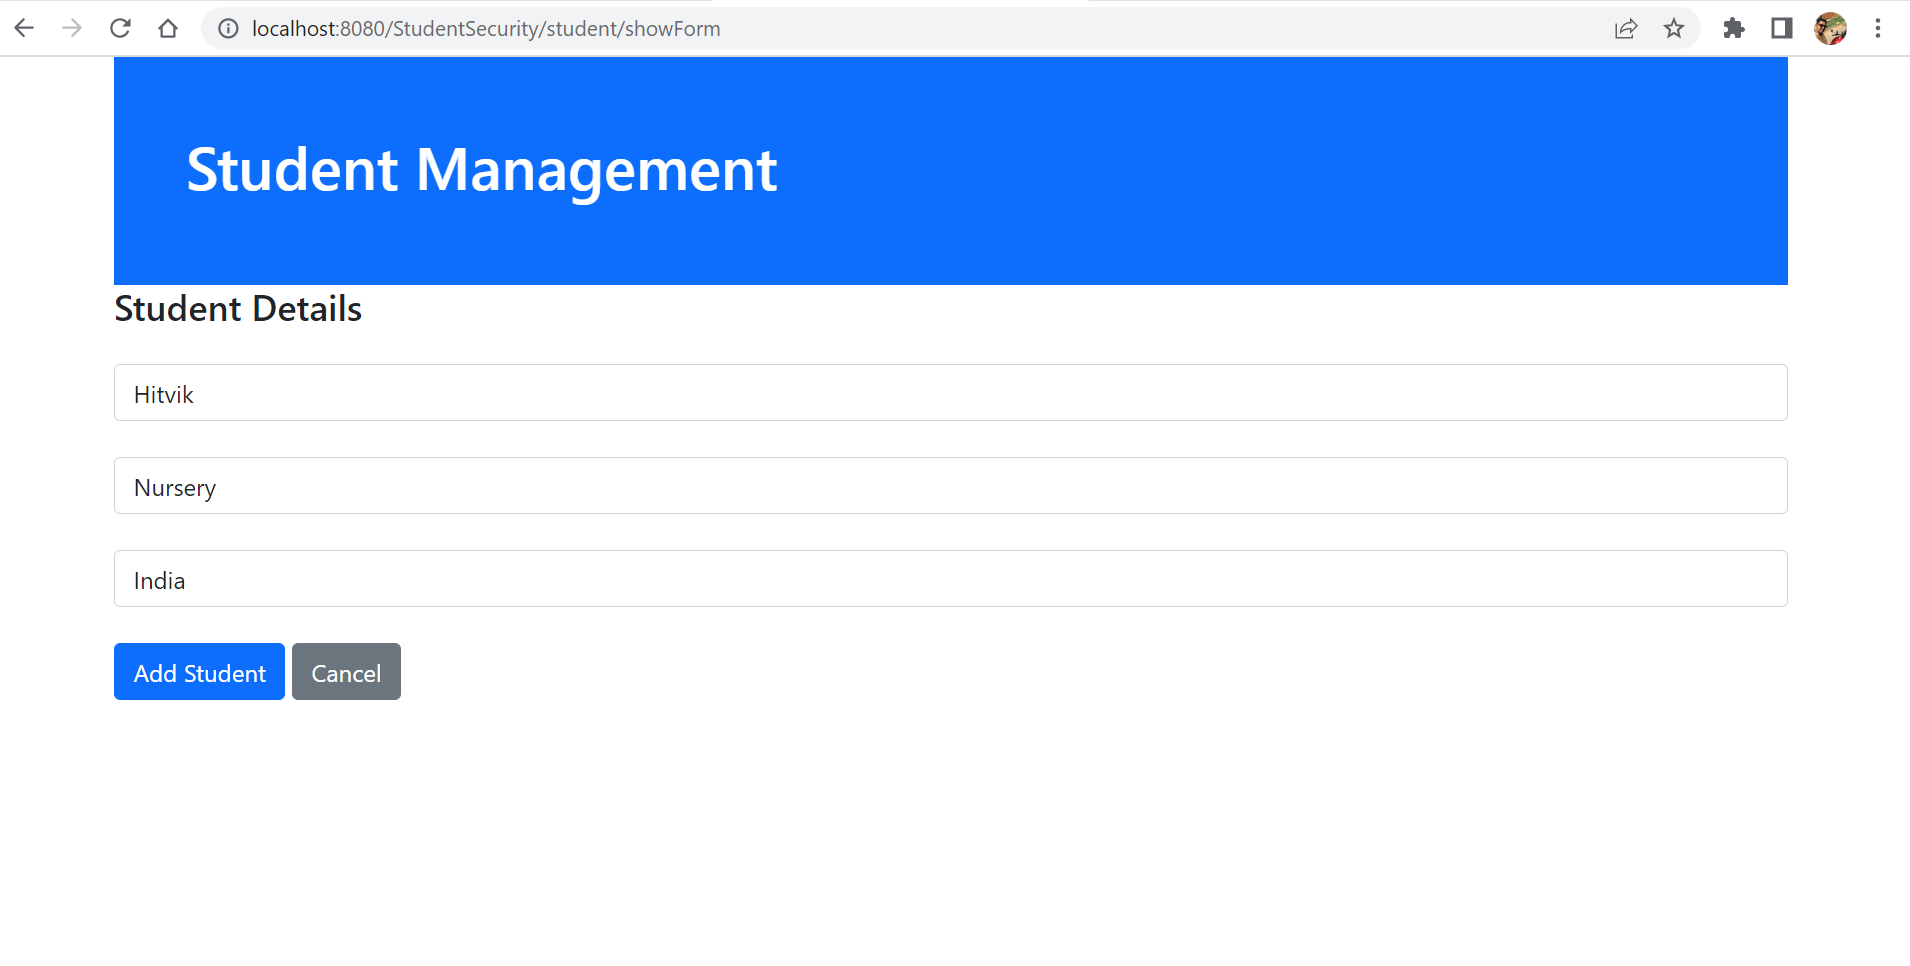 localhost:8080/StudentSecurity/student/showForm
Student Management
Student Details
Hitvik
Nursery
India
Add Student Cancel